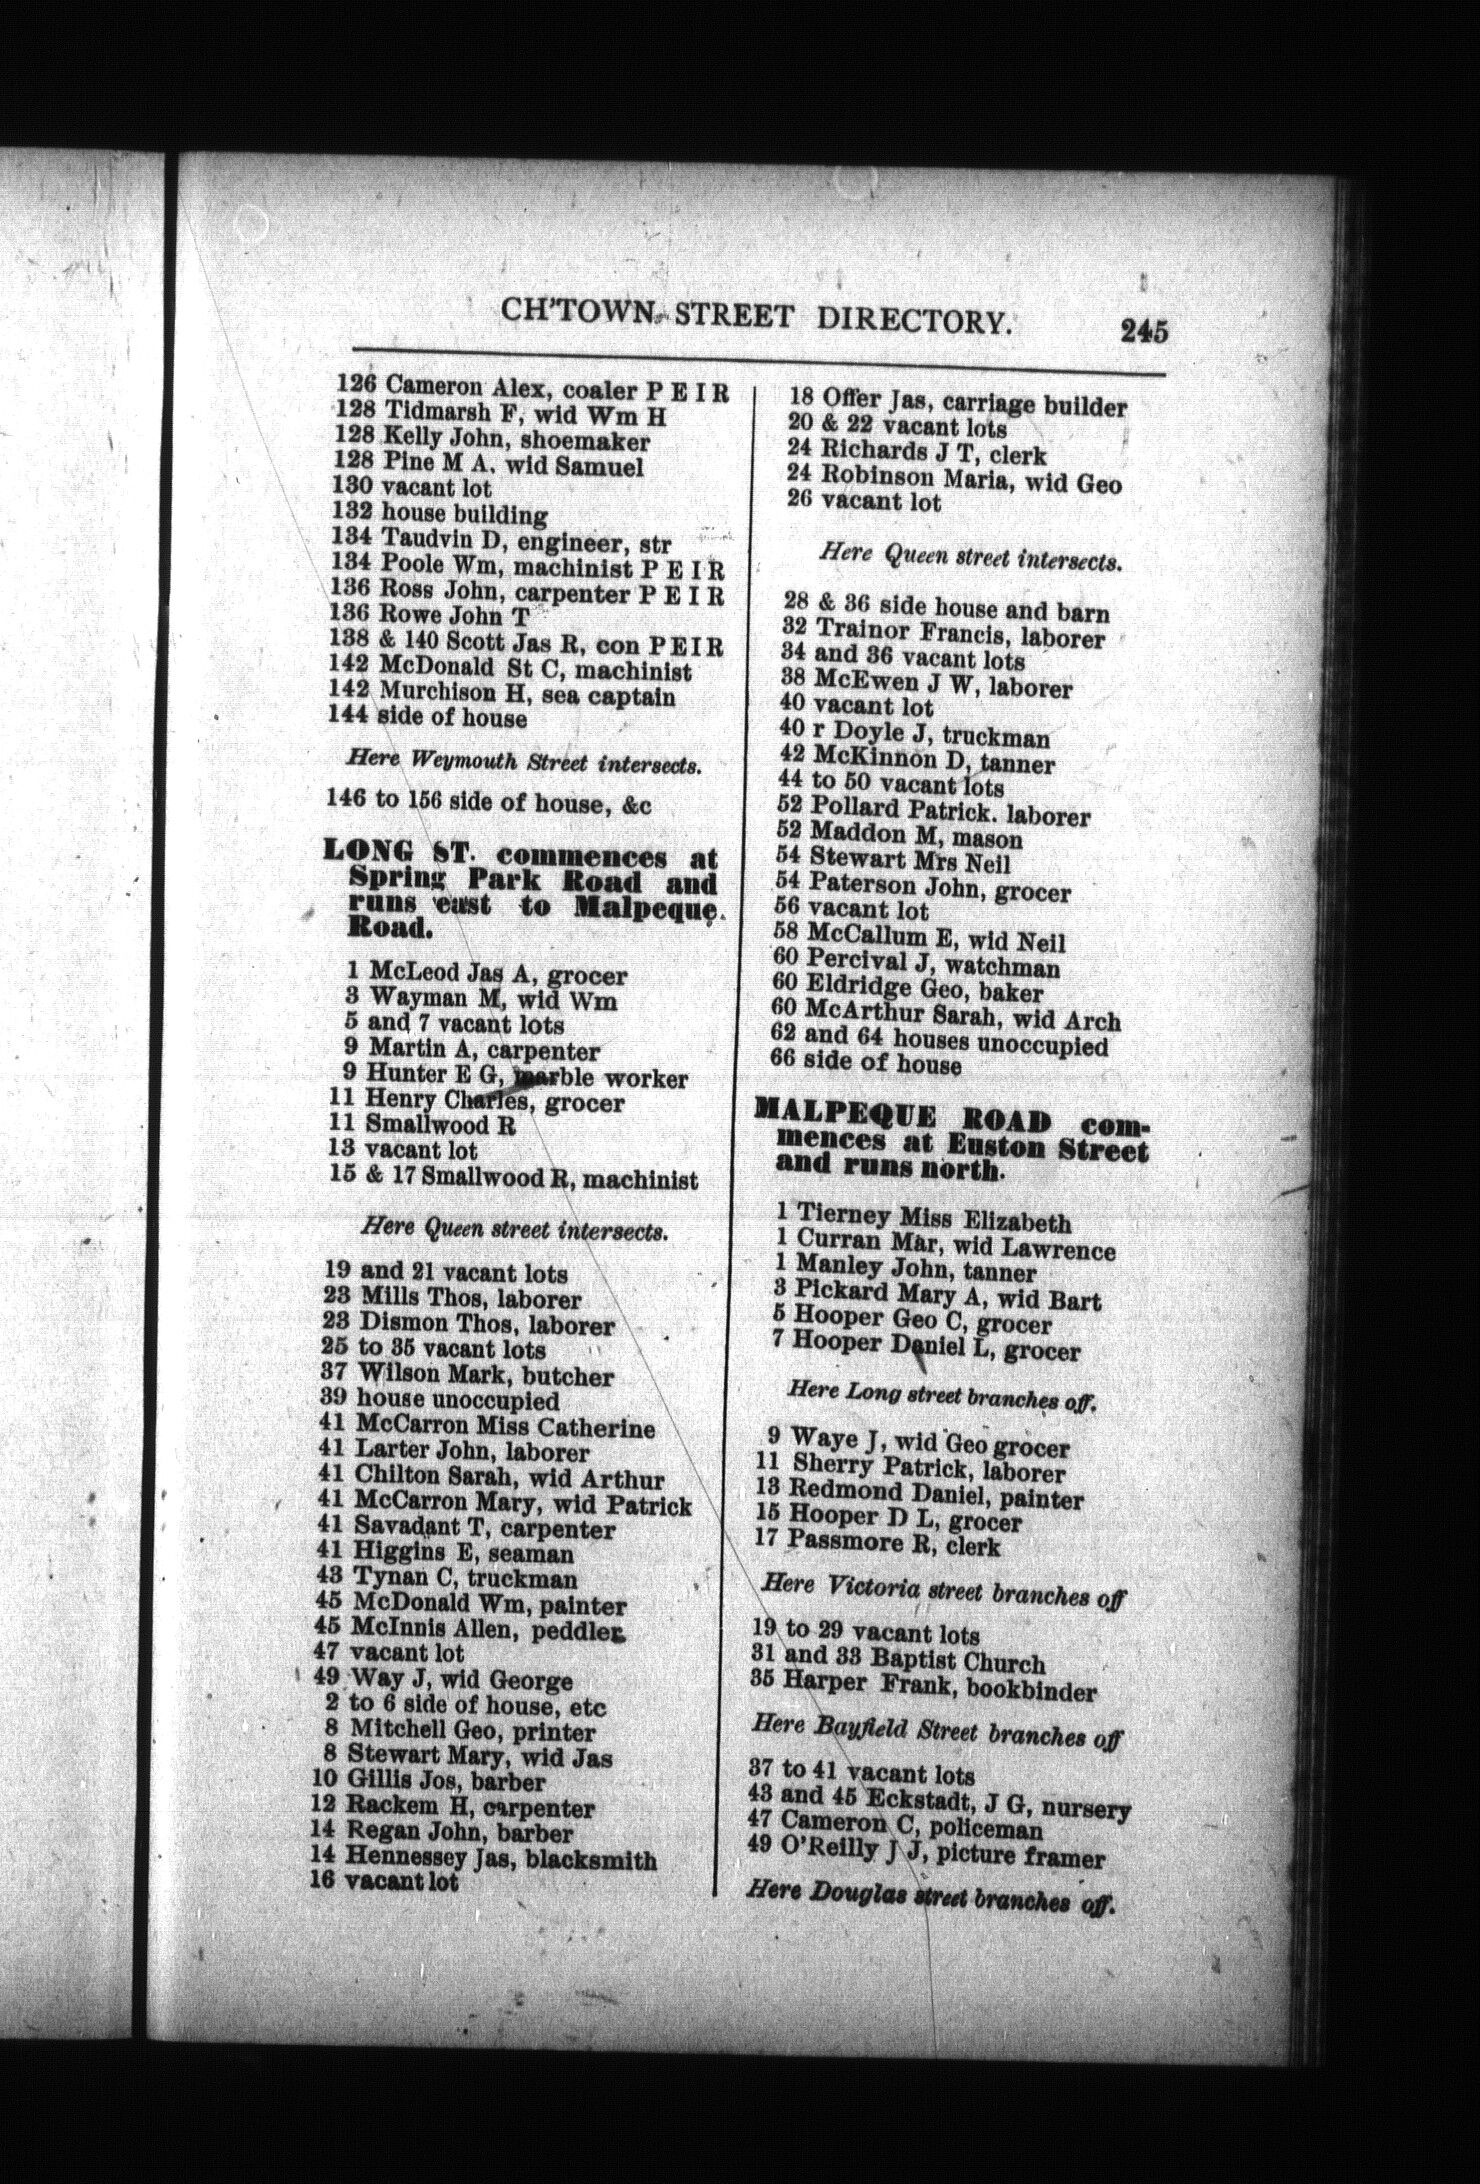 CH'TOWN STREET DIRECTORY.
245
126 Cameron Alex, coaler P E I R
128 Tidmarsh F, wid Wm H
128 Kelly John, shoemaker
128 Pine M A. wid Samuel
130 vacant lot
132 house building
134 Taudvin D, engineer, str
134 Poole Wm, machinist P E I R
136 Ross John, carpenter P E I R
136 Rowe John T
138 & 140 Scott Jas R, con P E I R
142 McDonald St C, machinist
142 Murchison H, sea captain
144 side of house
Here Weymouth Street intersects.
146 to 156 side of house, &c
LONG ST. commences at
Spring Park Road and
runs east to Malpeque
Road.
1 McLeod Jas A, grocer
3 Wayman M, wid Wm
5 and 7 vacant lots
9 Martin A, carpenter
9 Hunter E G, marble worker
11 Henry Charles, grocer
11 Smallwood R
13 vacant lot
15 & 17 Smallwood R, machinist
Here Queen street intersects.
19 and 21 vacant lots
23 Mills Thos, laborer
23 Dismon Thos, laborer
25 to 35 vacant lots
37 Wilson Mark, butcher
39 house unoccupied
41 McCarron Miss Catherine
41 Larter John, laborer
41 Chilton Sarah, wid Arthur
41 McCarron Mary, wid Patrick
41 Savadant T, carpenter
41 Higgins E, seaman
43 Tynan C, truckman
45 McDonald Wm, painter
45 McInnis Allen, peddler
47 vacant lot
49 Way J, wid George
2 to 6 side of house, etc
8 Mitchell Geo, printer
8 Stewart Mary, wid Jas
10 Gillis Jos, barber
12 Rackem H, carpenter
14 Regan John, barber
14 Hennessey Jas, blacksmith
16 vacant lot
18 Offer Jas, carriage builder
20 & 22 vacant lots
24 Richards J T, clerk
24 Robinson Maria, wid Geo
26 vacant lot
Here Queen street intersects.
28 & 36 side house and barn
32 Trainor Francis, laborer
34 and 36 vacant lots
38 McEwen J W, laborer
40 vacant lot
40 r Doyle J, truckman
42 McKinnon D, tanner
44 to 50 vacant lots
52 Pollard Patrick. laborer
52 Maddon M, mason
54 Stewart Mrs Neil
54 Paterson John, grocer
56 vacant lot
58 McCallum E, wid Neil
60 Percival J, watchman
60 Eldridge Geo, baker
60 McArthur Sarah, wid Arch
62 and 64 houses unoccupied
66 side of house
MALPEQUE ROAD com-
mences at Euston Street
and runs north.
1 Tierney Miss Elizabeth
1 Curran Mar, wid Lawrence
1 Manley John, tanner
3 Pickard Mary A, wid Bart
5 Hooper Geo C, grocer
7 Hooper Daniel L, grocer
Here Long street branches off.
9 Waye J, wid Geo grocer
11 Sherry Patrick, laborer
13 Redmond Daniel, painter
15 Hooper D L, grocer
17 Passmore R, clerk
Here Victoria street branches off
19 to 29 vacant lots
31 and 33 Baptist Church
35 Harper Frank, bookbinder
Here Bayfield Street branches off
37 to 41 vacant lots
43 and 45 Eckstadt, J G, nursery
47 Cameron C, policeman
49 O'Reilly J J, picture framer
Here Douglas street branches off.